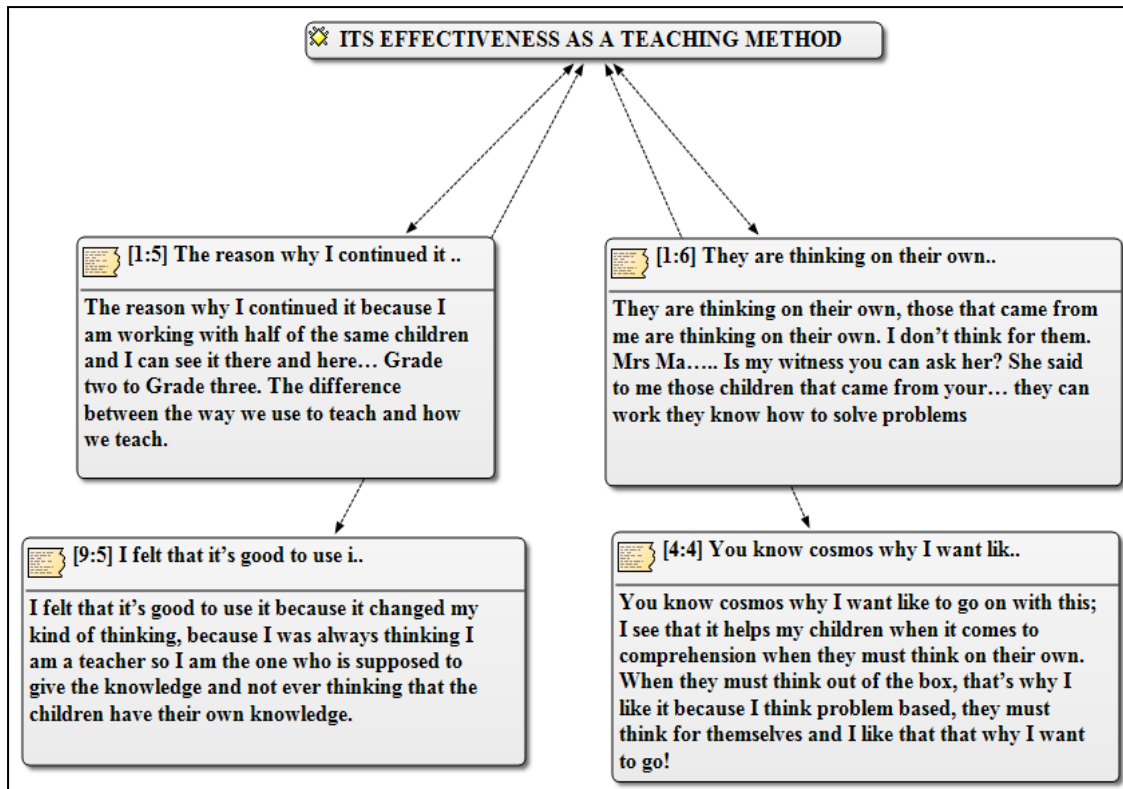 ITS EFFECTIVENESS AS A TEACHING METHOD
[1:5] The reason why I continued it ..
The reason why I continued it because I
am working with half of the same children
and I can see it there and here… Grade
two to Grade three. The difference
between the way we use to teach and how
we teach.
[1:6] They are thinking on their own..
They are thinking on their own, those that came from
me are thinking on their own. I don’t think for them.
Mrs Ma….. Is my witness you can ask her? She said
to me those children that came from your… they can
work they know how to solve problems
[9:5] I felt that it’s good to use i..
I felt that it’s good to use it because it changed my
kind of thinking, because I was always thinking I
am a teacher so I am the one who is supposed to
give the knowledge and not ever thinking that the
children have their own knowledge.
[4:4] You know cosmos why I want lik..
You know cosmos why I want like to go on with this;
I see that it helps my children when it comes to
comprehension when they must think on their own.
When they must think out of the box, that’s why I
like it because I think problem based, they must
think for themselves and I like that that why I want
to go!